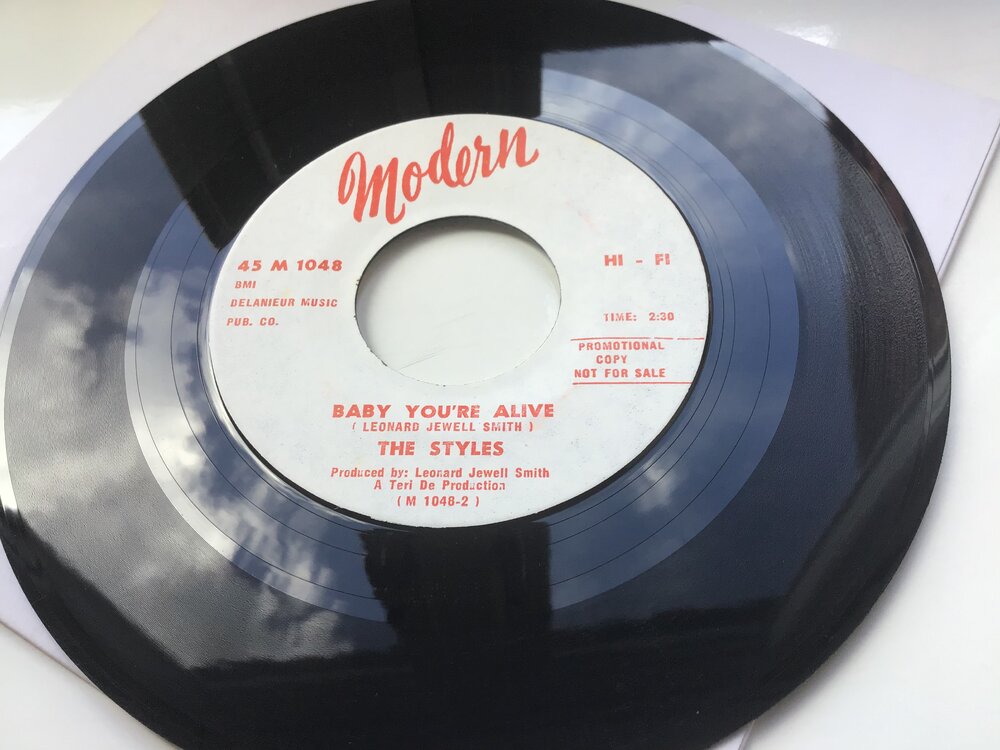 Modern
45 M 1048
BMI
DELANIEUR MUSIC
PUB. CO.
HI - FI
TIME: 2:30
PROMOTIONAL
COPY
NOT FOR SALE
BABY YOU'RE ALIVE
( LEONARD JEWELL SMITH )
THE STYLES
Produced by: Leonard Jewell Smith
A Teri De Production
( M 1048-2 )